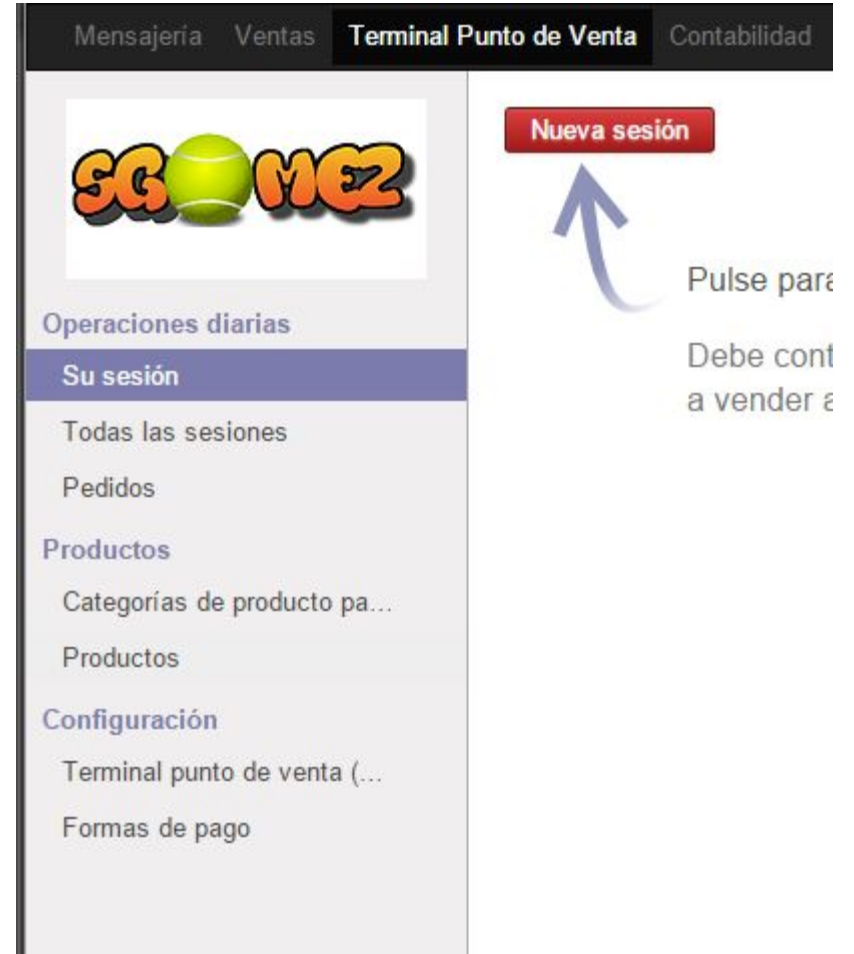 Mensajería Ventas Terminal Punto de Venta Contabilidad
SGOMEZ
Nueva sesión
Pulse para
Debe cont
a vender a
Operaciones diarias
Su sesión
Todas las sesiones
Pedidos
Productos
Categorías de producto pa...
Productos
Configuración
Terminal punto de venta (...
Formas de pago